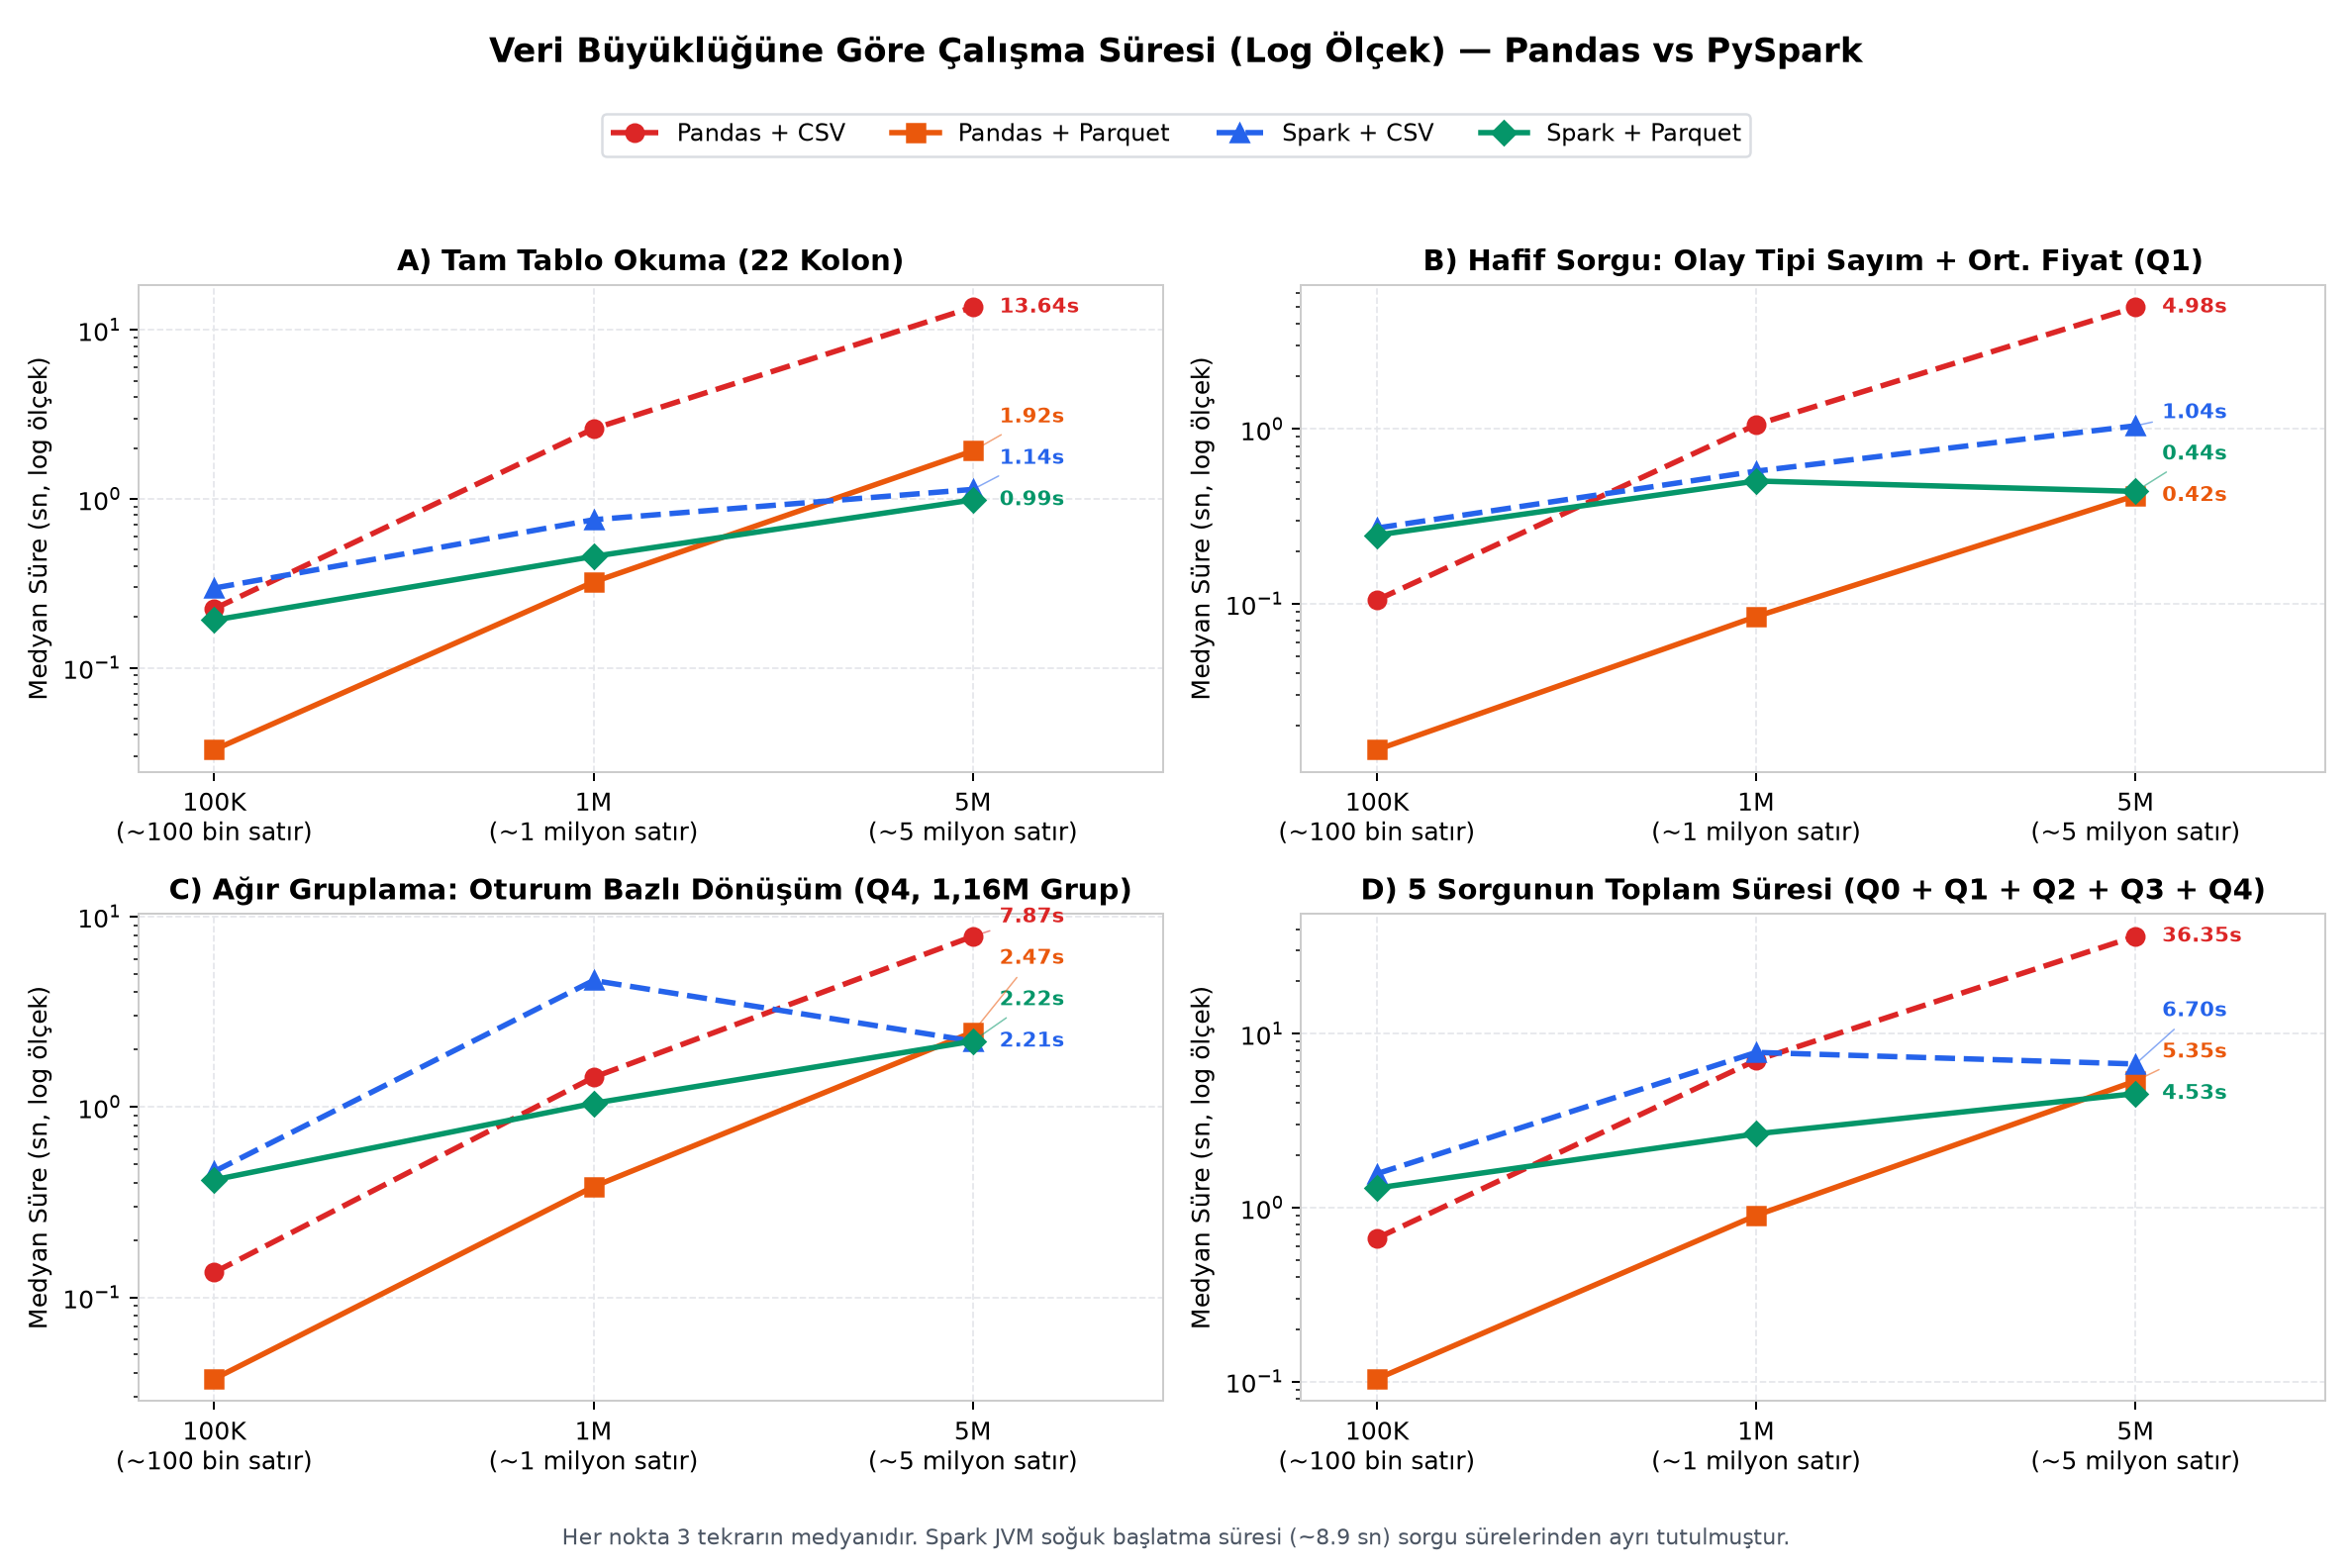 Veri Büyüklüğüne Göre Çalışma Süresi (Log Ölçek) — Pandas vs PySpark
Pandas + CSV
Pandas + Parquet
Spark + CSV
Spark + Parquet
A) Tam Tablo Okuma (22 Kolon)
Medyan Süre (sn, log ölçek)
10¹
10⁰
10⁻¹
13.64s
1.92s
1.14s
0.99s
100K
(~100 bin satır)
1M
(~1 milyon satır)
5M
(~5 milyon satır)
B) Hafif Sorgu: Olay Tipi Sayım + Ort. Fiyat (Q1)
Medyan Süre (sn, log ölçek)
10⁰
10⁻¹
4.98s
1.04s
0.44s
0.42s
100K
(~100 bin satır)
1M
(~1 milyon satır)
5M
(~5 milyon satır)
C) Ağır Gruplama: Oturum Bazlı Dönüşüm (Q4, 1,16M Grup)
Medyan Süre (sn, log ölçek)
10¹
10⁰
10⁻¹
7.87s
2.47s
2.22s
2.21s
100K
(~100 bin satır)
1M
(~1 milyon satır)
5M
(~5 milyon satır)
D) 5 Sorgunun Toplam Süresi (Q0 + Q1 + Q2 + Q3 + Q4)
Medyan Süre (sn, log ölçek)
10¹
10⁰
10⁻¹
36.35s
6.70s
5.35s
4.53s
100K
(~100 bin satır)
1M
(~1 milyon satır)
5M
(~5 milyon satır)
Her nokta 3 tekrarın medyanıdır. Spark JVM soğuk başlatma süresi (~8.9 sn) sorgu sürelerinden ayrı tutulmuştur.